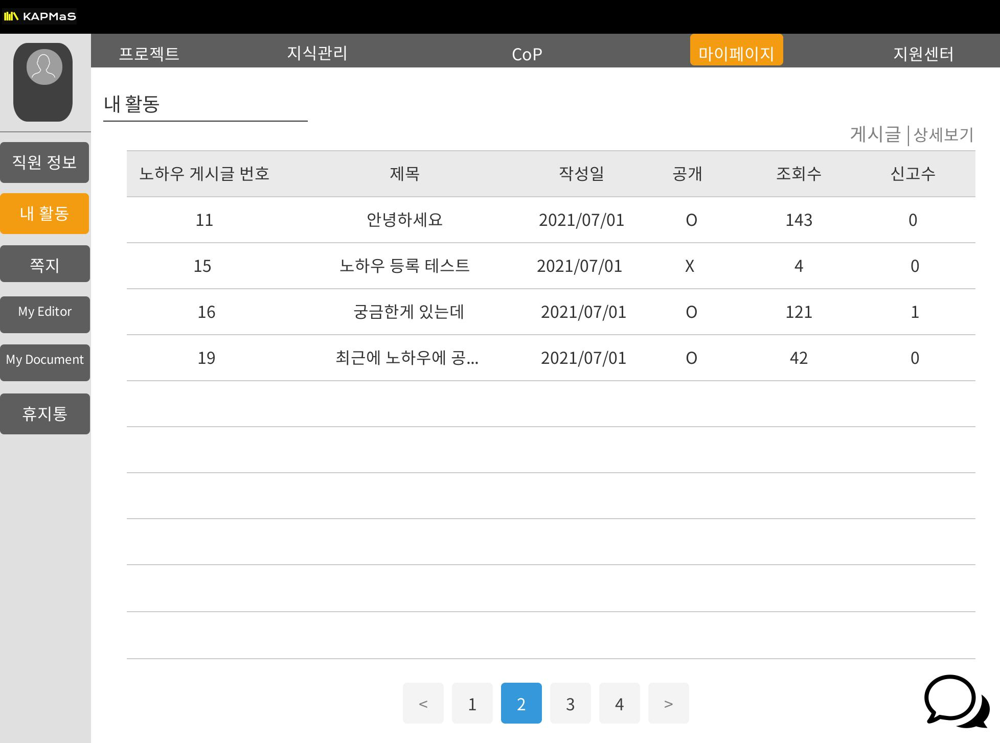 KAPMaS
프로젝트 지식관리 CoP 마이페이지 지원센터
내 활동
게시글 | 상세보기
직원 정보
내 활동
쪽지
My Editor
My Document
휴지통
노하우 게시글 번호 제목 작성일 공개 조회수 신고수
11 안녕하세요 2021/07/01 O 143 0
15 노하우 등록 테스트 2021/07/01 X 4 0
16 궁금한게 있는데 2021/07/01 O 121 1
19 최근에 노하우에 공... 2021/07/01 O 42 0
< 1 2 3 4 >